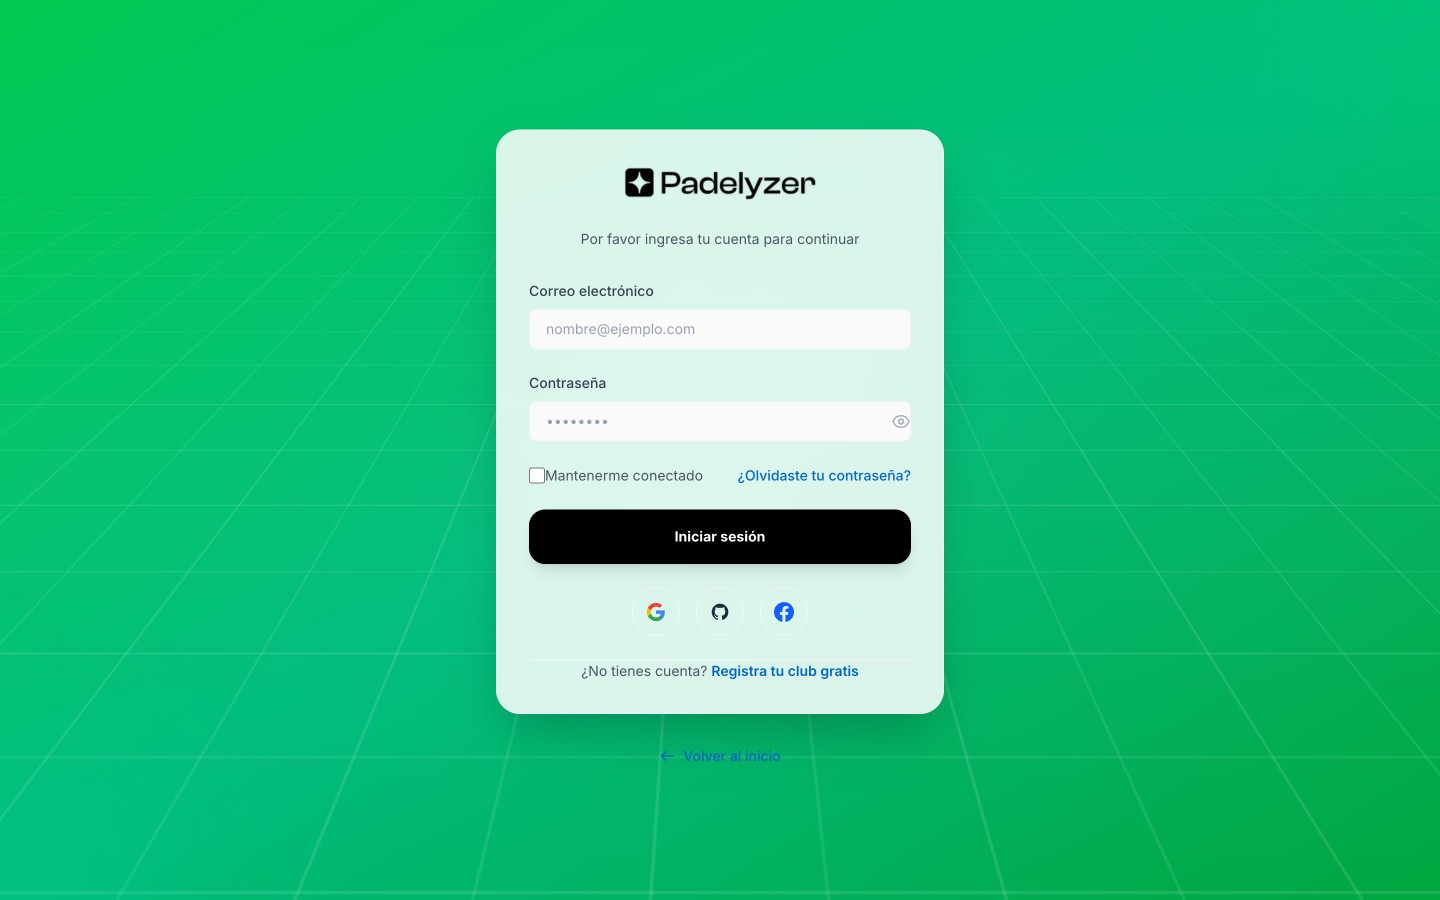 Padelyzer
Por favor ingresa tu cuenta para continuar
Correo electrónico
nombre@ejemplo.com
Contraseña
••••••••
Mantenerme conectado
¿Olvidaste tu contraseña?
Iniciar sesión
¿No tienes cuenta? Registra tu club gratis
← Volver al inicio